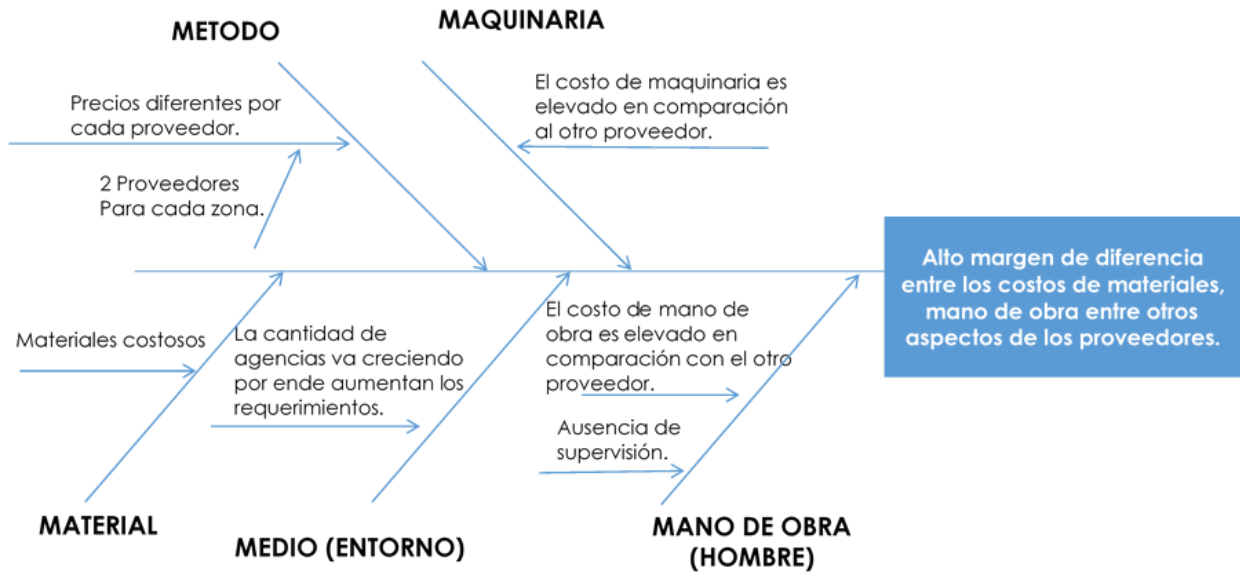 METODO
MAQUINARIA
Precios diferentes por
cada proveedor.
2 Proveedores
Para cada zona.
El costo de maquinaria es
elevado en comparación
al otro proveedor.
Alto margen de diferencia
entre los costos de materiales,
mano de obra entre otros
aspectos de los proveedores.
Materiales costosos
La cantidad de
agencias va creciendo
por ende aumentan los
requerimientos.
El costo de mano de
obra es elevado en
comparación con el otro
proveedor.
Ausencia de
supervisión.
MATERIAL
MEDIO (ENTORNO)
MANO DE OBRA
(HOMBRE)